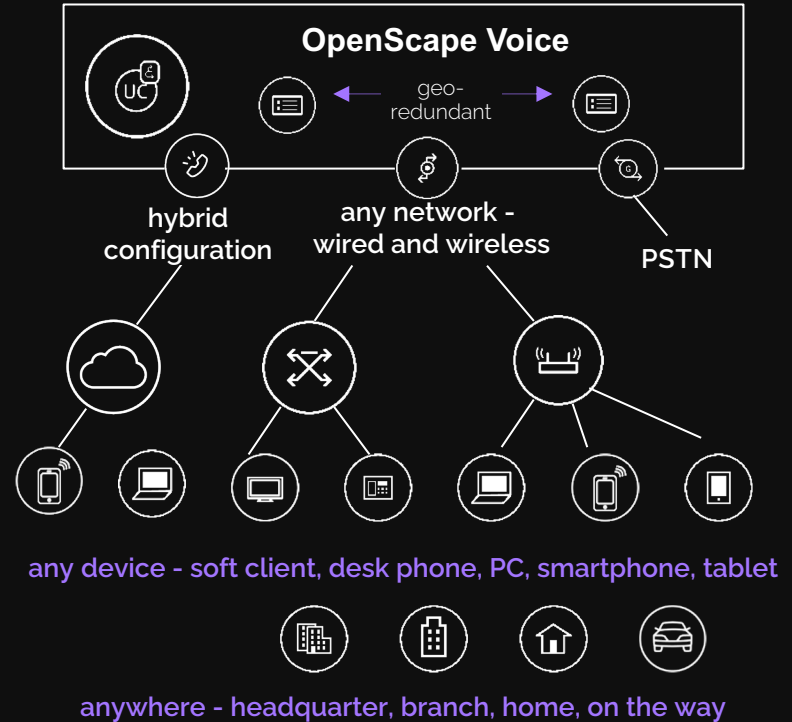 OpenScape Voice
UC
geo-
redundant
G
hybrid
configuration
any network -
wired and wireless
PSTN
any device - soft client, desk phone, PC, smartphone, tablet
anywhere - headquarter, branch, home, on the way